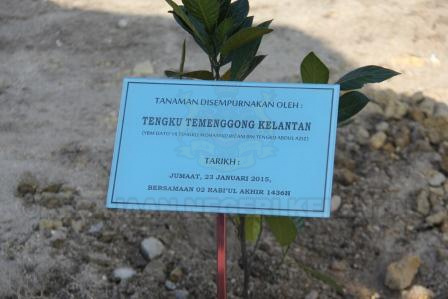 TANAMAN DISEMPURNAKAN OLEH :
TENGKU TEMENGGONG KELANTAN
TARIKH :
JUMAAT, 23 JANUARI 2015,
BERSAMAAN 02 RABI'UL AKHIR 1436H